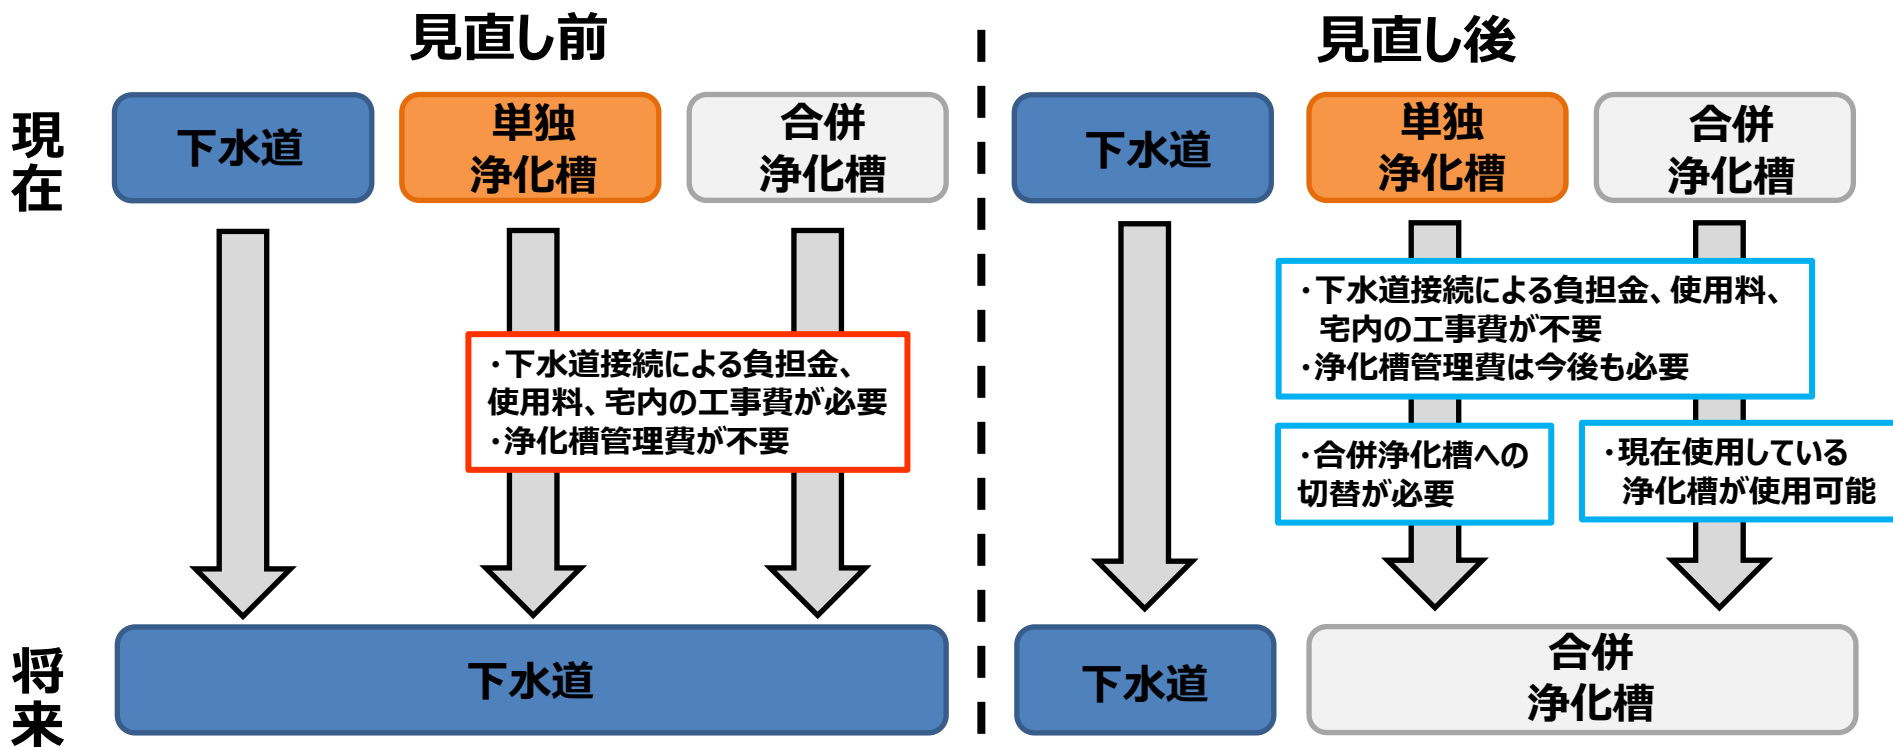 見直し前
見直し後
現在
下水道
単独
浄化槽
合併
浄化槽
下水道
単独
浄化槽
合併
浄化槽
・下水道接続による負担金、
使用料、宅内の工事費が必要
・浄化槽管理費が不要
・下水道接続による負担金、使用料、
宅内の工事費が不要
・浄化槽管理費は今後も必要
・合併浄化槽への
切替が必要
・現在使用している
浄化槽が使用可能
将来
下水道
下水道
合併
浄化槽